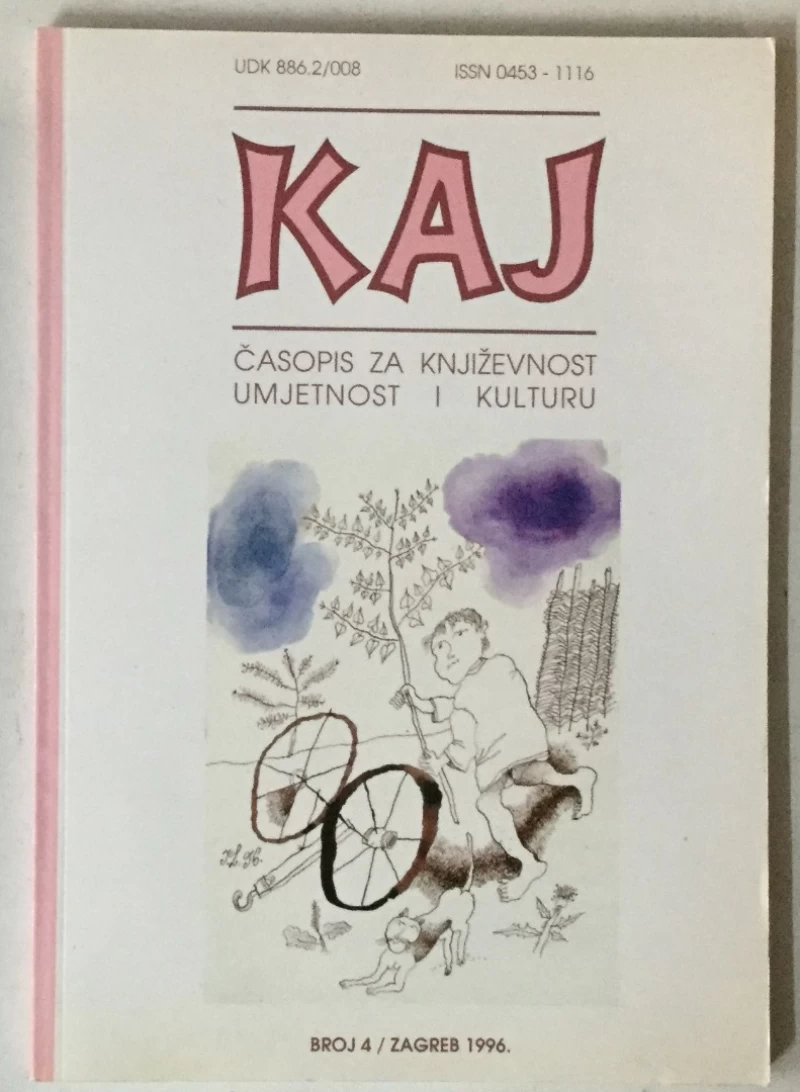 UDK 886.2/008 ISSN 0453 - 1116
KAJ
ČASOPIS ZA KNJIŽEVNOST
UMJETNOST I KULTURU
BROJ 4 / ZAGREB 1996.